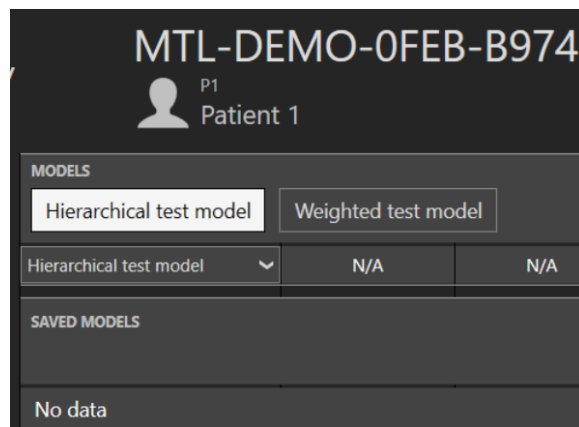 MTL-DEMO-0FEB-B974
P1
Patient 1
MODELS
Hierarchical test model Weighted test model
Hierarchical test model N/A N/A
SAVED MODELS
No data